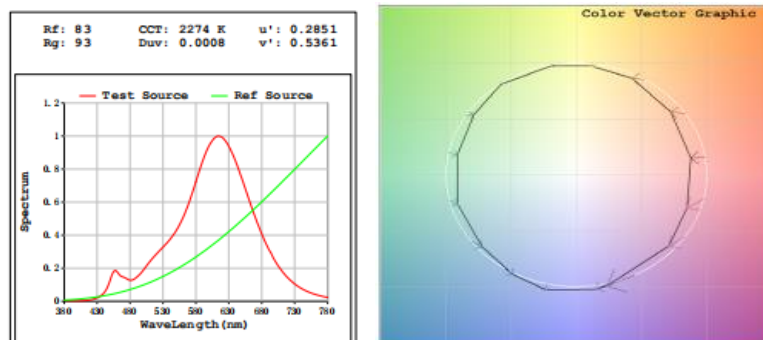 Rf: 83 CCT: 2274 K u': 0.2851
Rg: 93 Duv: 0.0008 v': 0.5361
Test Source Ref Source
1.2
1
0.8
0.6
0.4
0.2
0
Spectrum
380 430 480 530 580 630 680 730 780
WaveLength(nm)
Color Vector Graphic